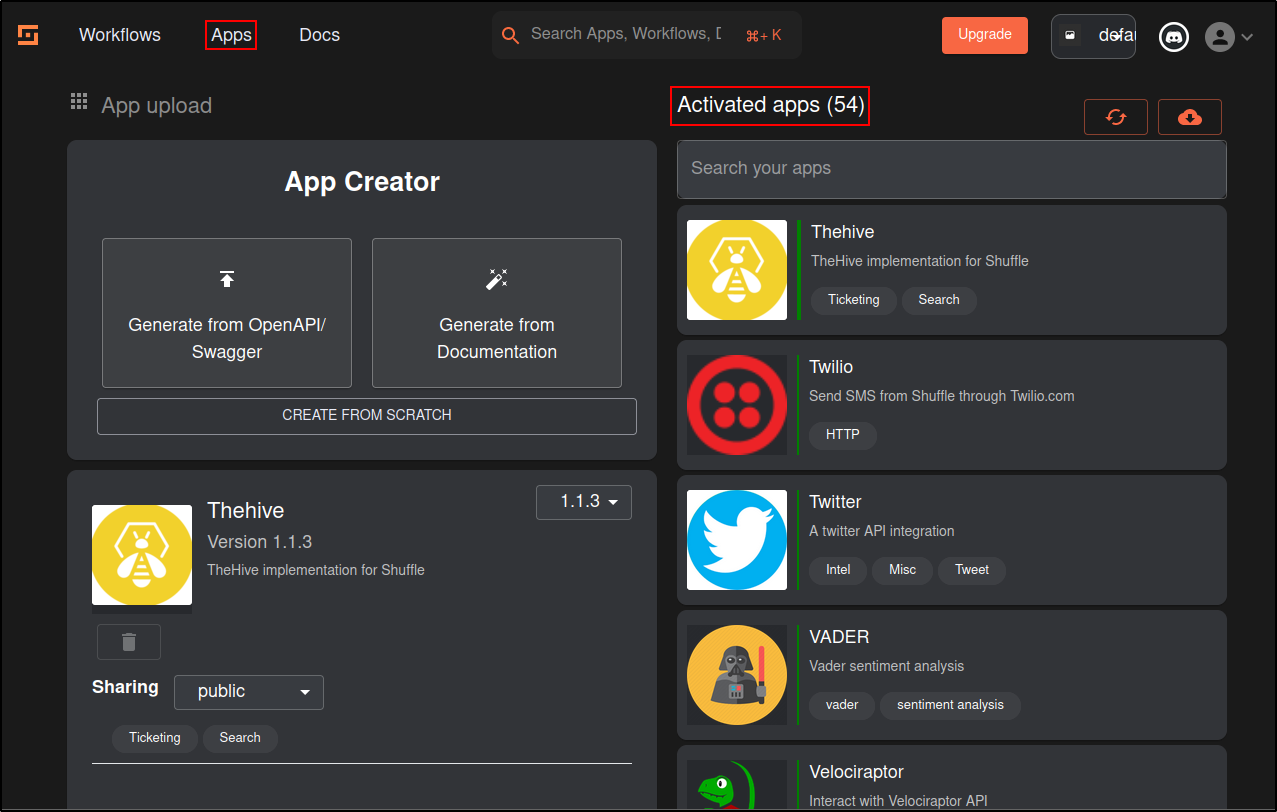 Workflows
Apps
Docs
Search Apps, Workflows, D
⌘+ K
Upgrade
defau
App upload
App Creator
Generate from OpenAPI/
Swagger
Generate from
Documentation
CREATE FROM SCRATCH
Thehive
Version 1.1.3
TheHive implementation for Shuffle
1.1.3
Sharing
public
Ticketing
Search
Activated apps (54)
Search your apps
Thehive
TheHive implementation for Shuffle
Ticketing
Search
Twilio
Send SMS from Shuffle through Twilio.com
HTTP
Twitter
A twitter API integration
Intel
Misc
Tweet
VADER
Vader sentiment analysis
vader
sentiment analysis
Velociraptor
Interact with Velociraptor API